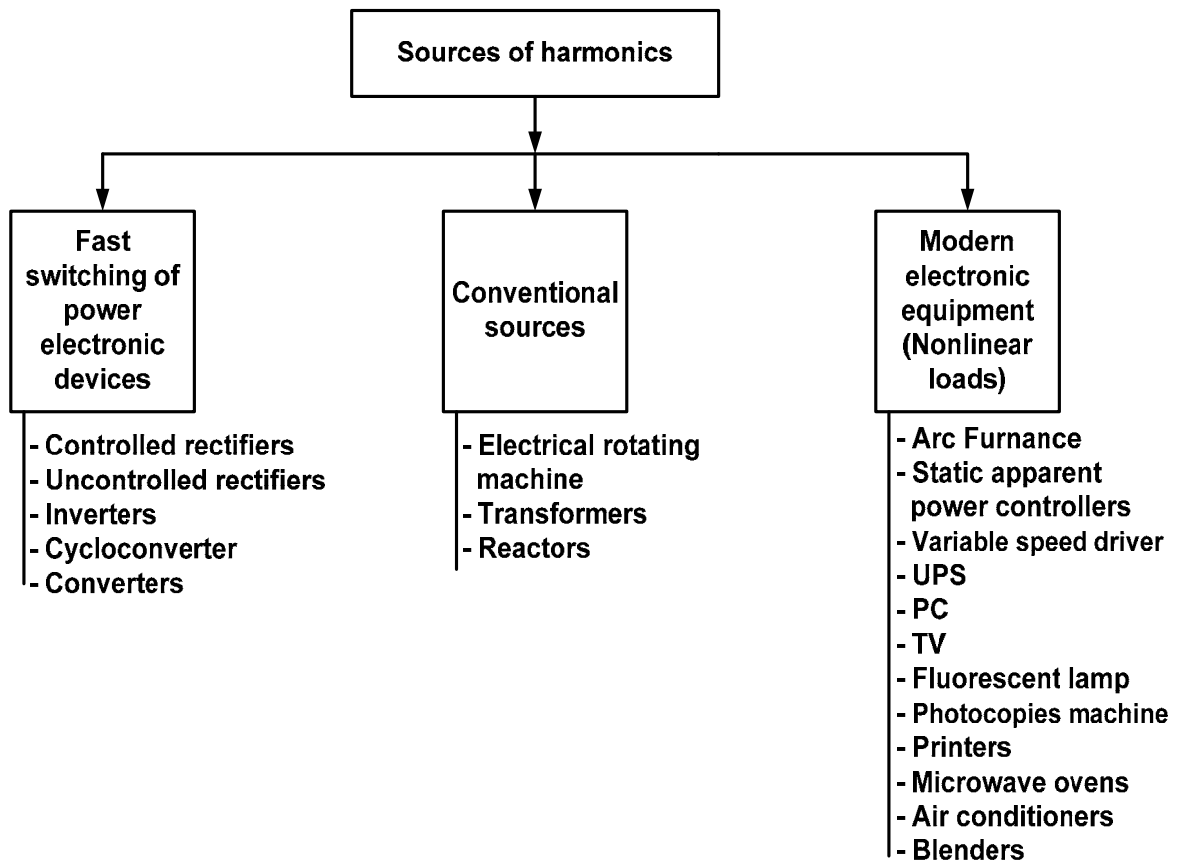 Sources of harmonics
Fast
switching of
power
electronic
devices
- Controlled rectifiers
- Uncontrolled rectifiers
- Inverters
- Cycloconverter
- Converters
Conventional
sources
- Electrical rotating
machine
- Transformers
- Reactors
Modern
electronic
equipment
(Nonlinear
loads)
- Arc Furnance
- Static apparent
power controllers
- Variable speed driver
- UPS
- PC
- TV
- Fluorescent lamp
- Photocopies machine
- Printers
- Microwave ovens
- Air conditioners
- Blenders